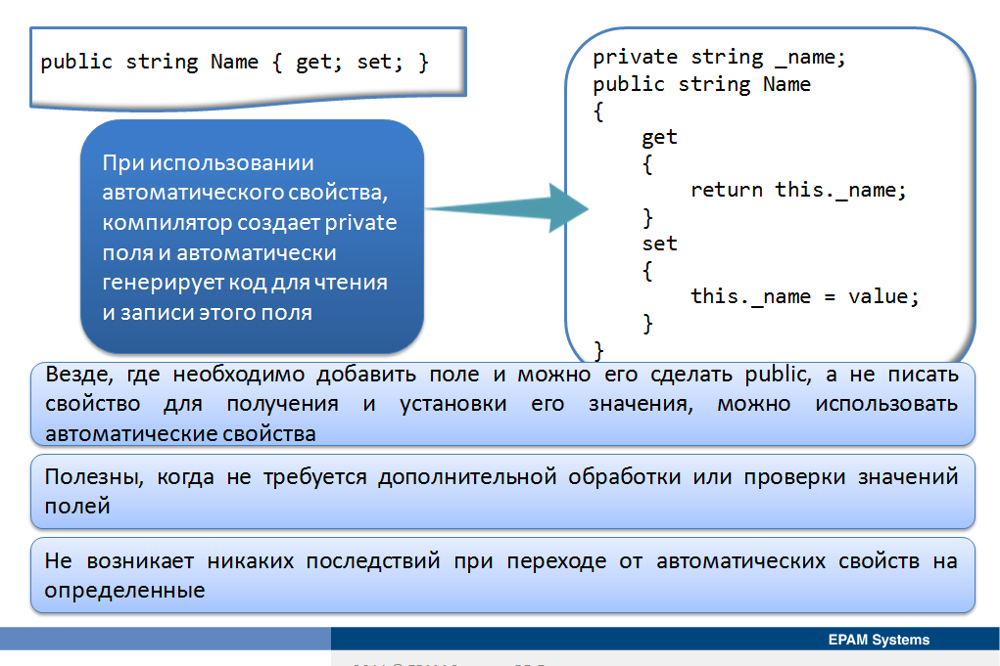 public string Name { get; set; }
При использовании
автоматического свойства,
компилятор создает private
поля и автоматически
генерирует код для чтения
и записи этого поля
private string _name;
public string Name
{
get
{
return this._name;
}
set
{
this._name = value;
}
}
Везде, где необходимо добавить поле и можно его сделать public, а не писать
свойство для получения и установки его значения, можно использовать
автоматические свойства
Полезны, когда не требуется дополнительной обработки или проверки значений
полей
Не возникает никаких последствий при переходе от автоматических свойств на
определенные
EPAM Systems